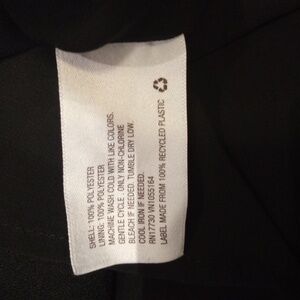 SHELL: 100% POLYESTER
LINING: 100% POLYESTER
MACHINE WASH COLD WITH LIKE COLORS.
GENTLE CYCLE. ONLY NON-CHLORINE
BLEACH IF NEEDED. TUMBLE DRY LOW.
COOL IRON IF NEEDED.
RN17730 VN1055164
LABEL MADE FROM 100% RECYCLED PLASTIC